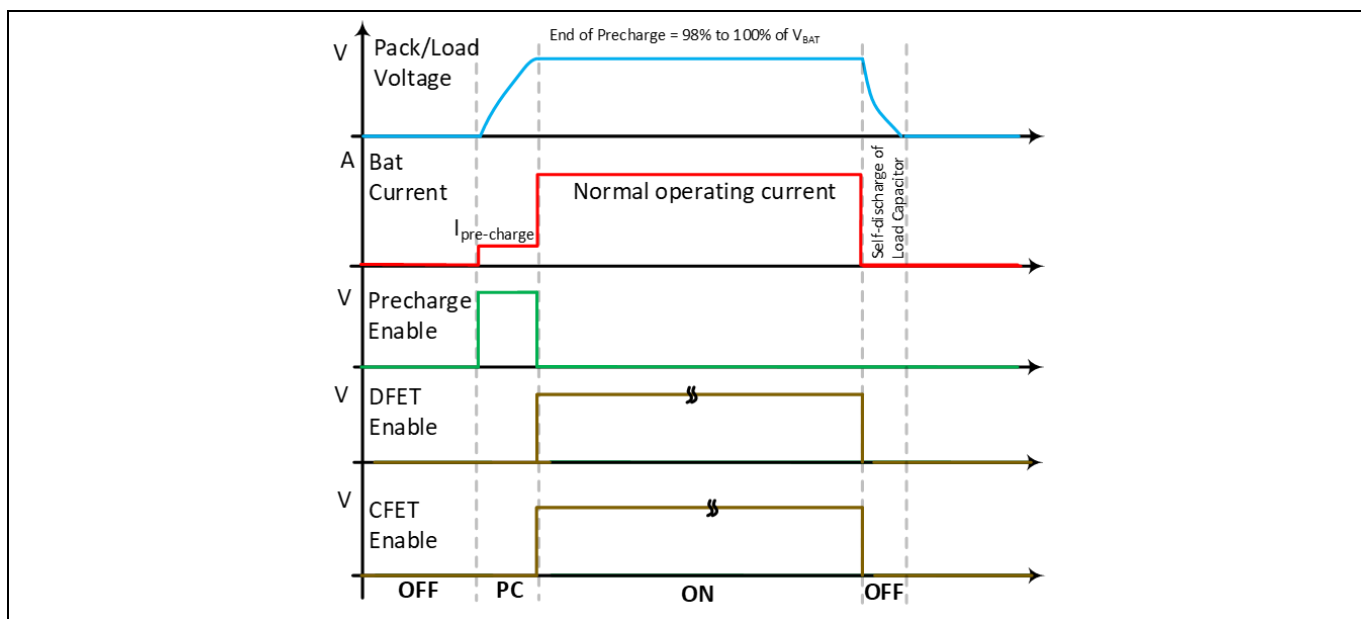 End of Precharge = 98% to 100% of VBAT
V
Pack/Load
Voltage
A
Bat
Current
Normal operating current
Ipre-charge
Self-discharge of
Load Capacitor
V
Precharge
Enable
V
DFET
Enable
V
CFET
Enable
OFF
PC
ON
OFF